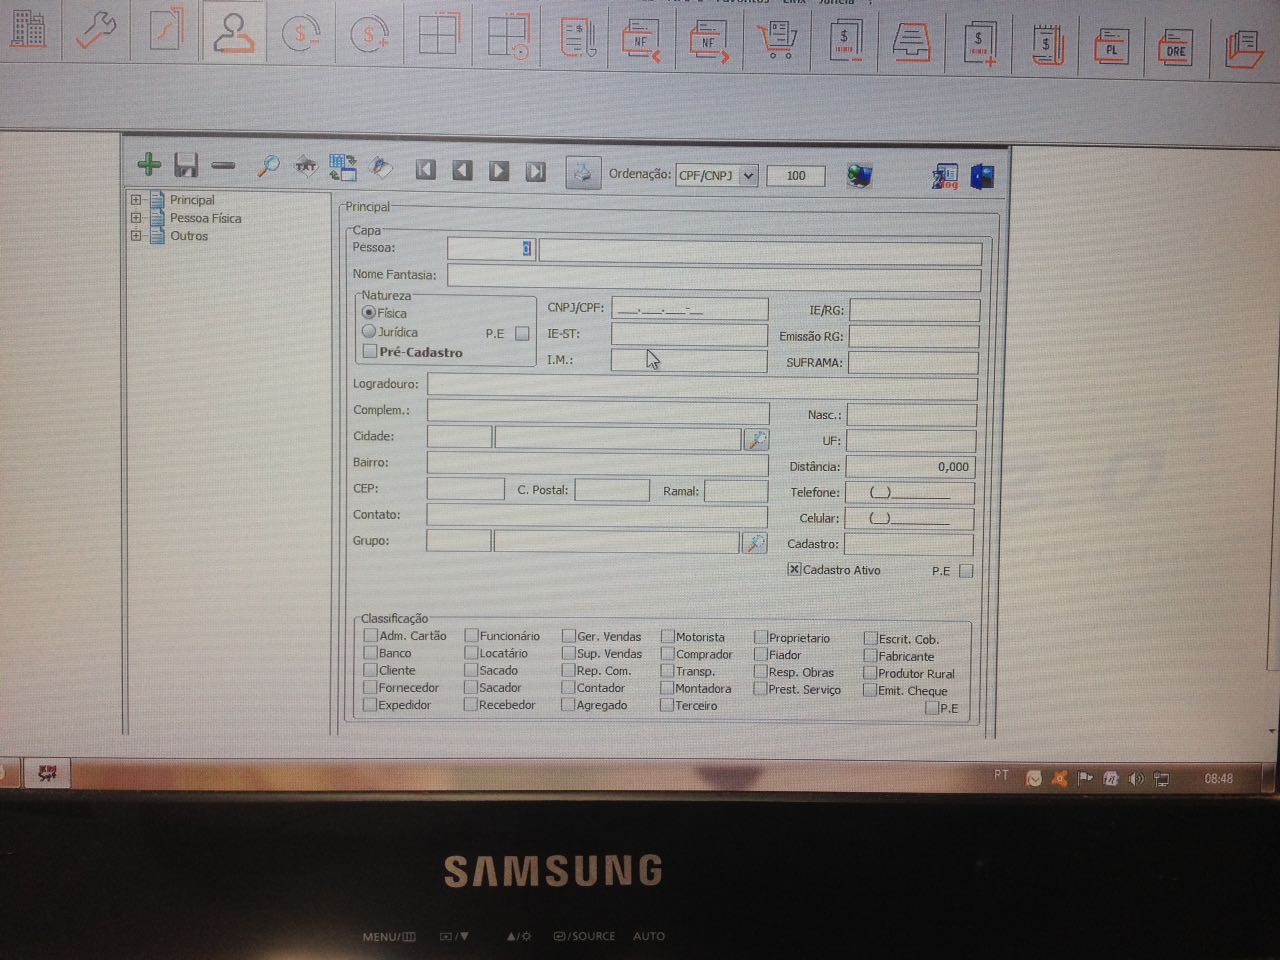 $ $ $ NF NF $ $ $ PL DRE
TXT Ordenação: CPF/CNPJ 100 log
Principal
Pessoa Física
Outros
Principal
Capa
Pessoa: 0
Nome Fantasia:
Natureza
Física
Jurídica
P.E
Pré-Cadastro
CNPJ/CPF: ___.___.___-__
IE/RG:
IE-ST:
Emissão RG:
I.M.:
SUFRAMA:
Logradouro:
Complem.:
Nasc.:
Cidade:
UF:
Bairro:
Distância: 0,000
CEP: C. Postal: Ramal:
Telefone: (__)_________
Contato:
Celular: (__)_________
Grupo:
Cadastro:
Cadastro Ativo P.E
Classificação
Adm. Cartão Funcionário Ger. Vendas Motorista Proprietario Escrit. Cob.
Banco Locatário Sup. Vendas Comprador Fiador Fabricante
Cliente Sacado Rep. Com. Transp. Resp. Obras Produtor Rural
Fornecedor Sacador Contador Montadora Prest. Serviço Emit. Cheque
Expedidor Recebedor Agregado Terceiro P.E
PT 08:48
SAMSUNG
MENU/ /SOURCE AUTO